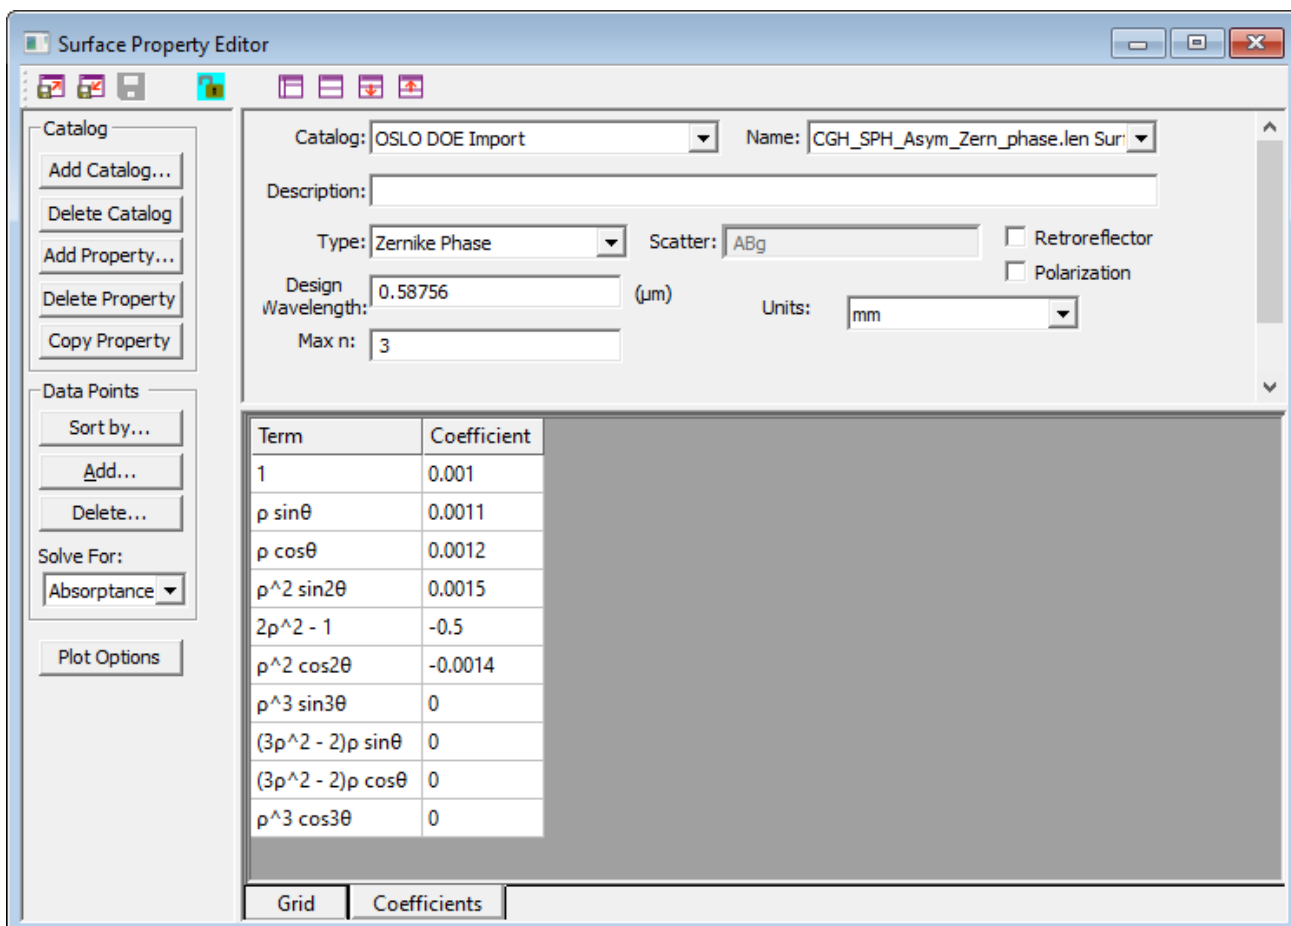 Surface Property Editor
Catalog
Add Catalog...
Delete Catalog
Add Property...
Delete Property
Copy Property
Data Points
Sort by...
Add...
Delete...
Solve For:
Absorptance
Plot Options
Catalog: OSLO DOE Import Name: CGH_SPH_Asym_Zern_phase.len Sur
Description:
Type: Zernike Phase Scatter: ABg Retroreflector
Polarization
Design Wavelength: 0.58756 (µm) Units: mm
Max n: 3
Term Coefficient
1 0.001
ρ sinθ 0.0011
ρ cosθ 0.0012
ρ^2 sin2θ 0.0015
2ρ^2 - 1 -0.5
ρ^2 cos2θ -0.0014
ρ^3 sin3θ 0
(3ρ^2 - 2)ρ sinθ 0
(3ρ^2 - 2)ρ cosθ 0
ρ^3 cos3θ 0
Grid Coefficients